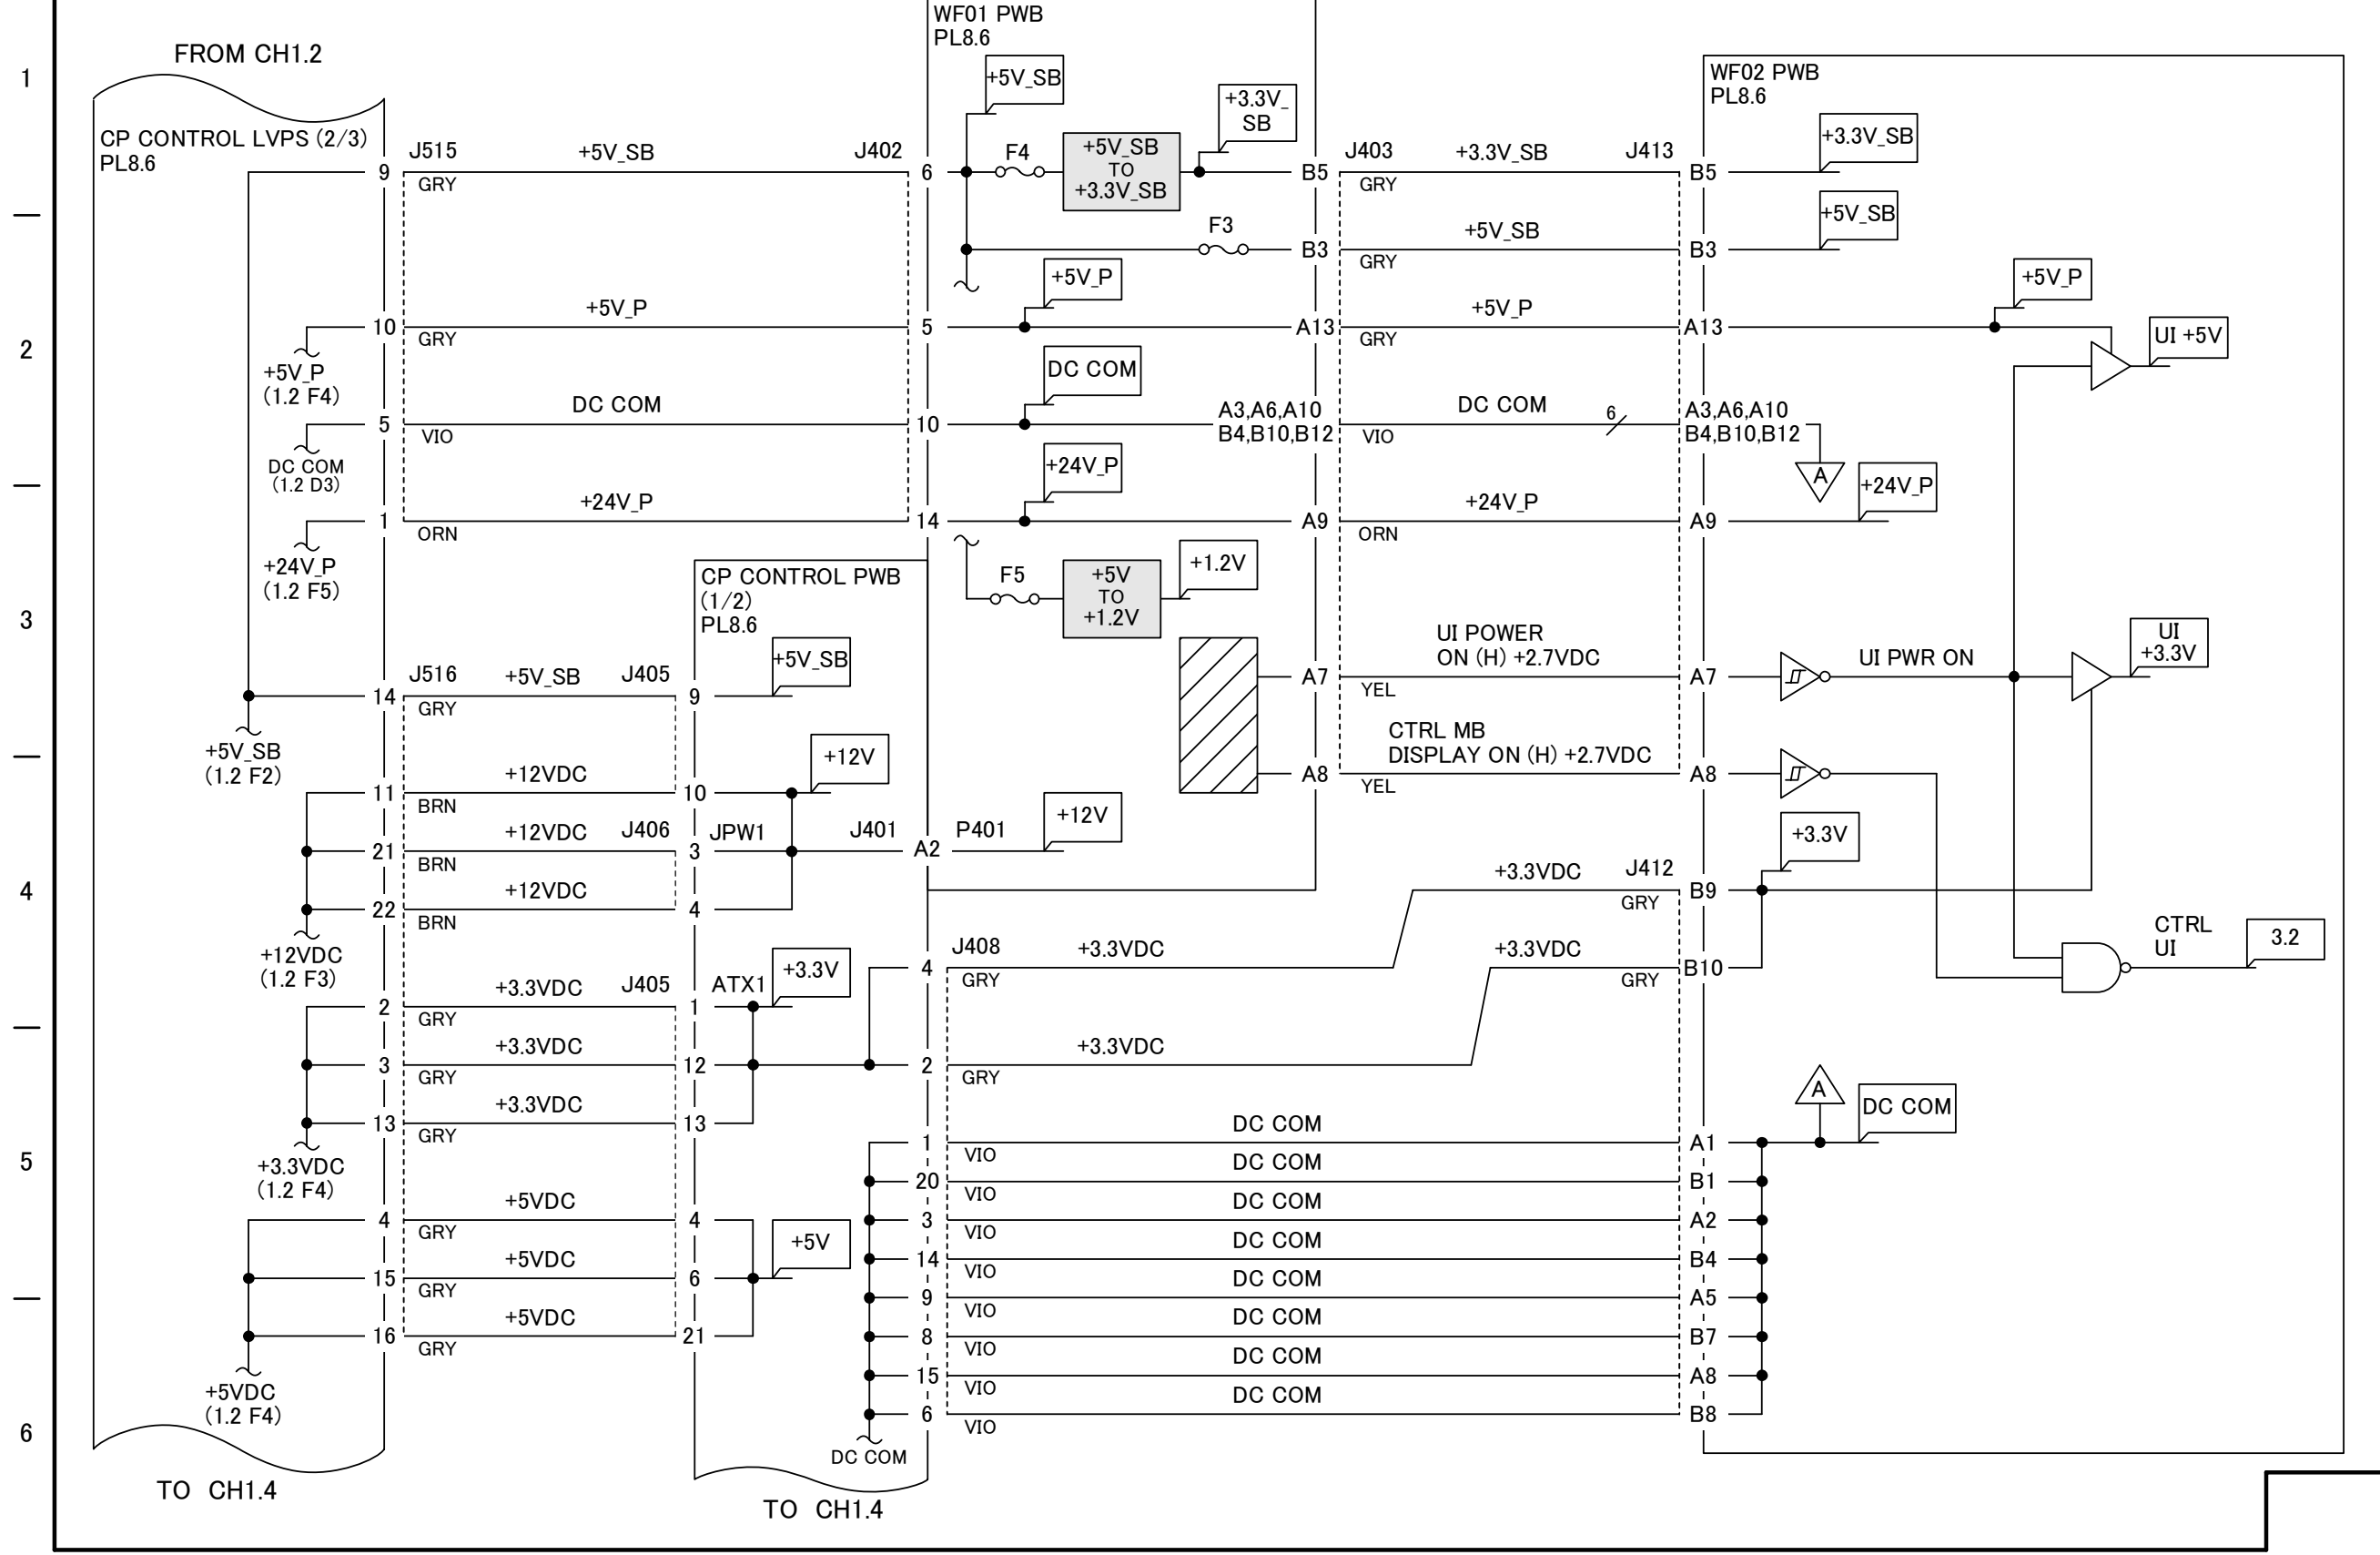 1
2
3
4
5
6
FROM CH1.2
CP CONTROL LVPS (2/3)
PL8.6
9
10
+5V_P
(1.2 F4)
5
DC COM
(1.2 D3)
1
+24V_P
(1.2 F5)
14
+5V_SB
(1.2 F2)
11
21
22
+12VDC
(1.2 F3)
2
3
13
+3.3VDC
(1.2 F4)
4
15
16
+5VDC
(1.2 F4)
TO CH1.4
J515
+5V_SB
J402
GRY
+5V_P
GRY
DC COM
VIO
+24V_P
ORN
J516
+5V_SB
J405
GRY
+12VDC
BRN
+12VDC
J406
BRN
+12VDC
BRN
+3.3VDC
J405
GRY
+3.3VDC
GRY
+3.3VDC
GRY
+5VDC
GRY
+5VDC
GRY
+5VDC
GRY
CP CONTROL PWB
(1/2)
PL8.6
9
+5V_SB
10
+12V
3
JPW1
J401
4
1
ATX1
+3.3V
12
13
4
6
21
+5V
DC COM
TO CH1.4
WF01 PWB
PL8.6
+5V_SB
6
F4
+5V_SB
TO
+3.3V_SB
+3.3V_
SB
B5
F3
B3
5
+5V_P
A13
10
DC COM
A3,A6,A10
B4,B10,B12
14
+24V_P
A9
F5
+5V
TO
+1.2V
+1.2V
A7
A8
A2
P401
+12V
J403
+3.3V_SB
J413
GRY
+5V_SB
GRY
+5V_P
GRY
DC COM
6
VIO
+24V_P
ORN
UI POWER
ON (H) +2.7VDC
YEL
CTRL MB
DISPLAY ON (H) +2.7VDC
YEL
4
J408
+3.3VDC
GRY
+3.3VDC
J412
GRY
2
+3.3VDC
GRY
+3.3VDC
GRY
1
DC COM
VIO
20
DC COM
VIO
3
DC COM
VIO
14
DC COM
VIO
9
DC COM
VIO
8
DC COM
VIO
15
DC COM
VIO
6
DC COM
VIO
WF02 PWB
PL8.6
B5
+3.3V_SB
B3
+5V_SB
A13
+5V_P
UI +5V
A3,A6,A10
B4,B10,B12
A
A9
+24V_P
A7
UI PWR ON
UI
+3.3V
A8
+3.3V
B9
B10
CTRL
UI
3.2
A
DC COM
A1
B1
A2
B4
A5
B7
A8
B8